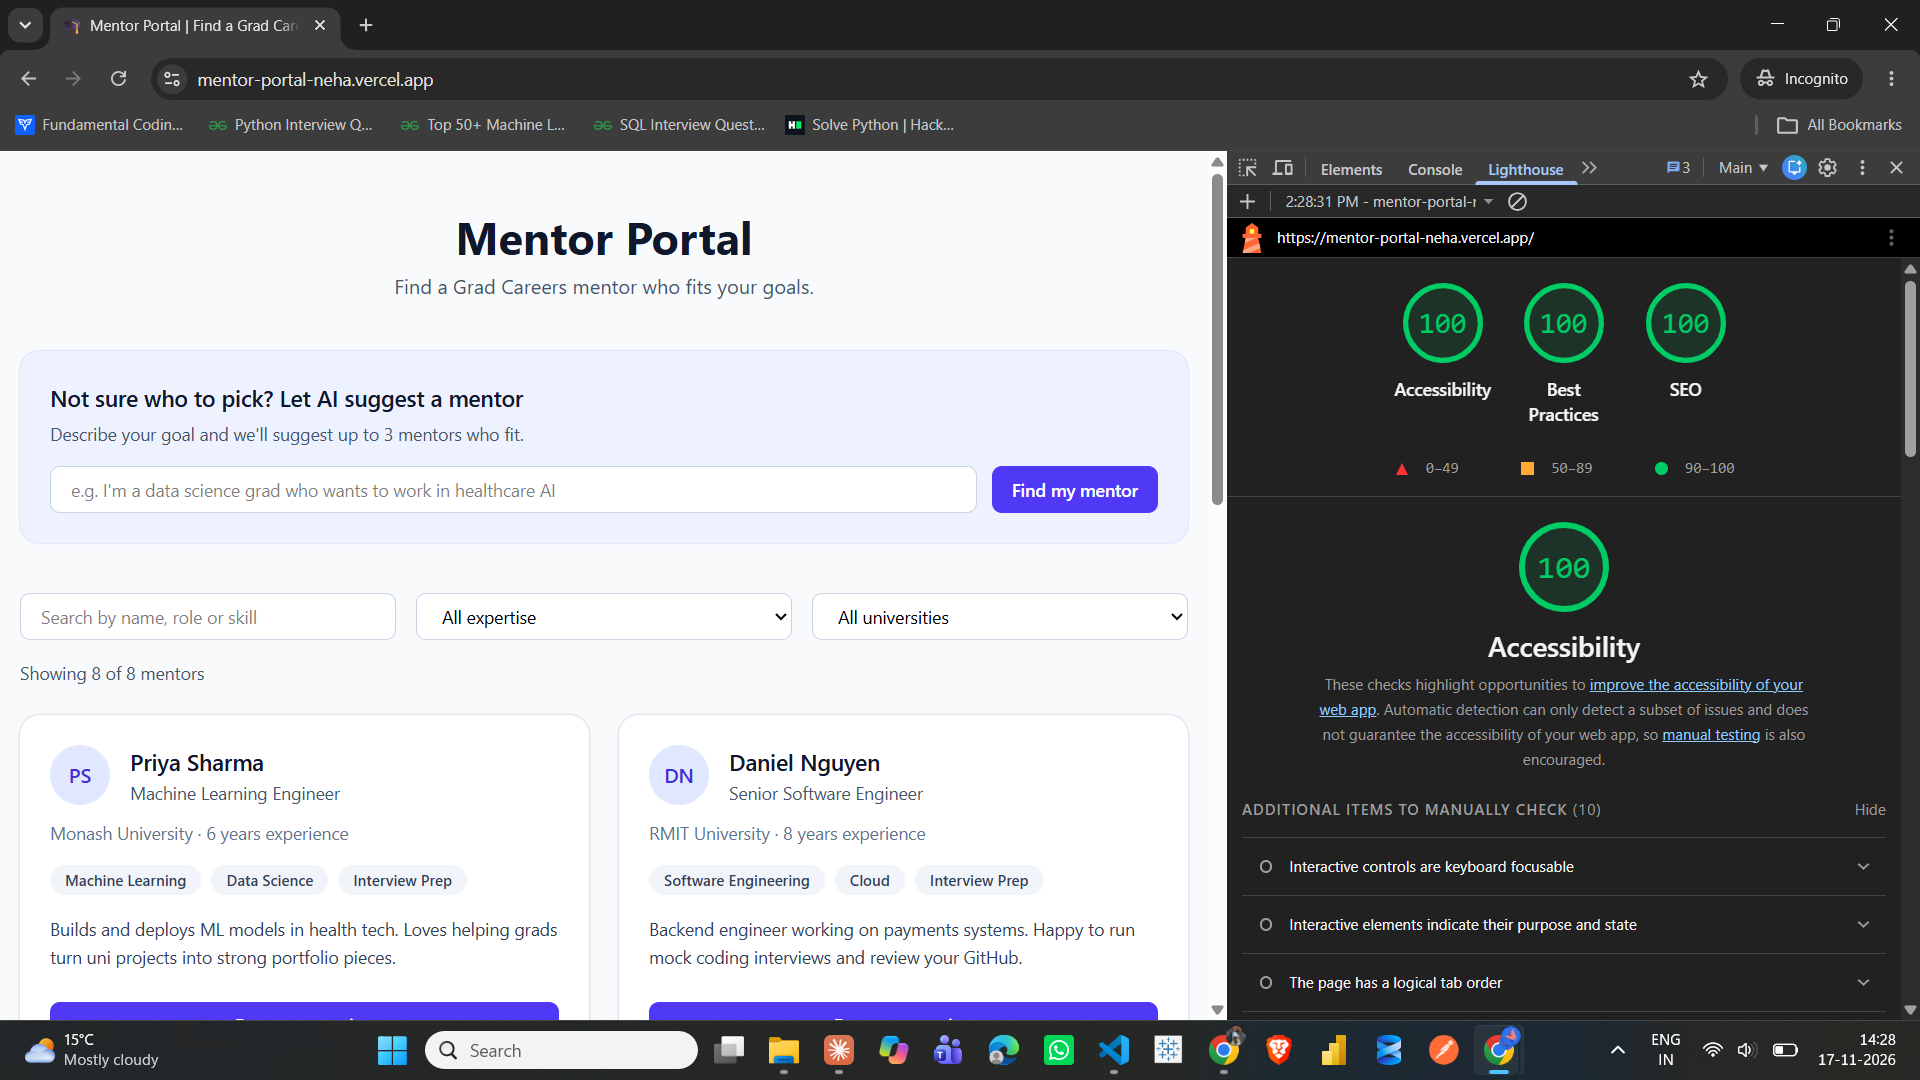 Mentor Portal | Find a Grad Car
mentor-portal-neha.vercel.app
Incognito
Fundamental Codin...
Python Interview Q...
Top 50+ Machine L...
SQL Interview Quest...
Solve Python | Hack...
All Bookmarks
Mentor Portal
Find a Grad Careers mentor who fits your goals.
Not sure who to pick? Let AI suggest a mentor
Describe your goal and we'll suggest up to 3 mentors who fit.
e.g. I'm a data science grad who wants to work in healthcare AI
Find my mentor
Search by name, role or skill
All expertise
All universities
Showing 8 of 8 mentors
PS
Priya Sharma
Machine Learning Engineer
Monash University · 6 years experience
Machine Learning
Data Science
Interview Prep
Builds and deploys ML models in health tech. Loves helping grads
turn uni projects into strong portfolio pieces.
DN
Daniel Nguyen
Senior Software Engineer
RMIT University · 8 years experience
Software Engineering
Cloud
Interview Prep
Backend engineer working on payments systems. Happy to run
mock coding interviews and review your GitHub.
Elements
Console
Lighthouse
3
Main
2:28:31 PM - mentor-portal-r
https://mentor-portal-neha.vercel.app/
100
100
100
Accessibility
Best
Practices
SEO
0–49
50–89
90–100
100
Accessibility
These checks highlight opportunities to improve the accessibility of your
web app. Automatic detection can only detect a subset of issues and does
not guarantee the accessibility of your web app, so manual testing is also
encouraged.
ADDITIONAL ITEMS TO MANUALLY CHECK (10)
Hide
Interactive controls are keyboard focusable
Interactive elements indicate their purpose and state
The page has a logical tab order
15°C
Mostly cloudy
Search
ENG
IN
14:28
17-11-2026